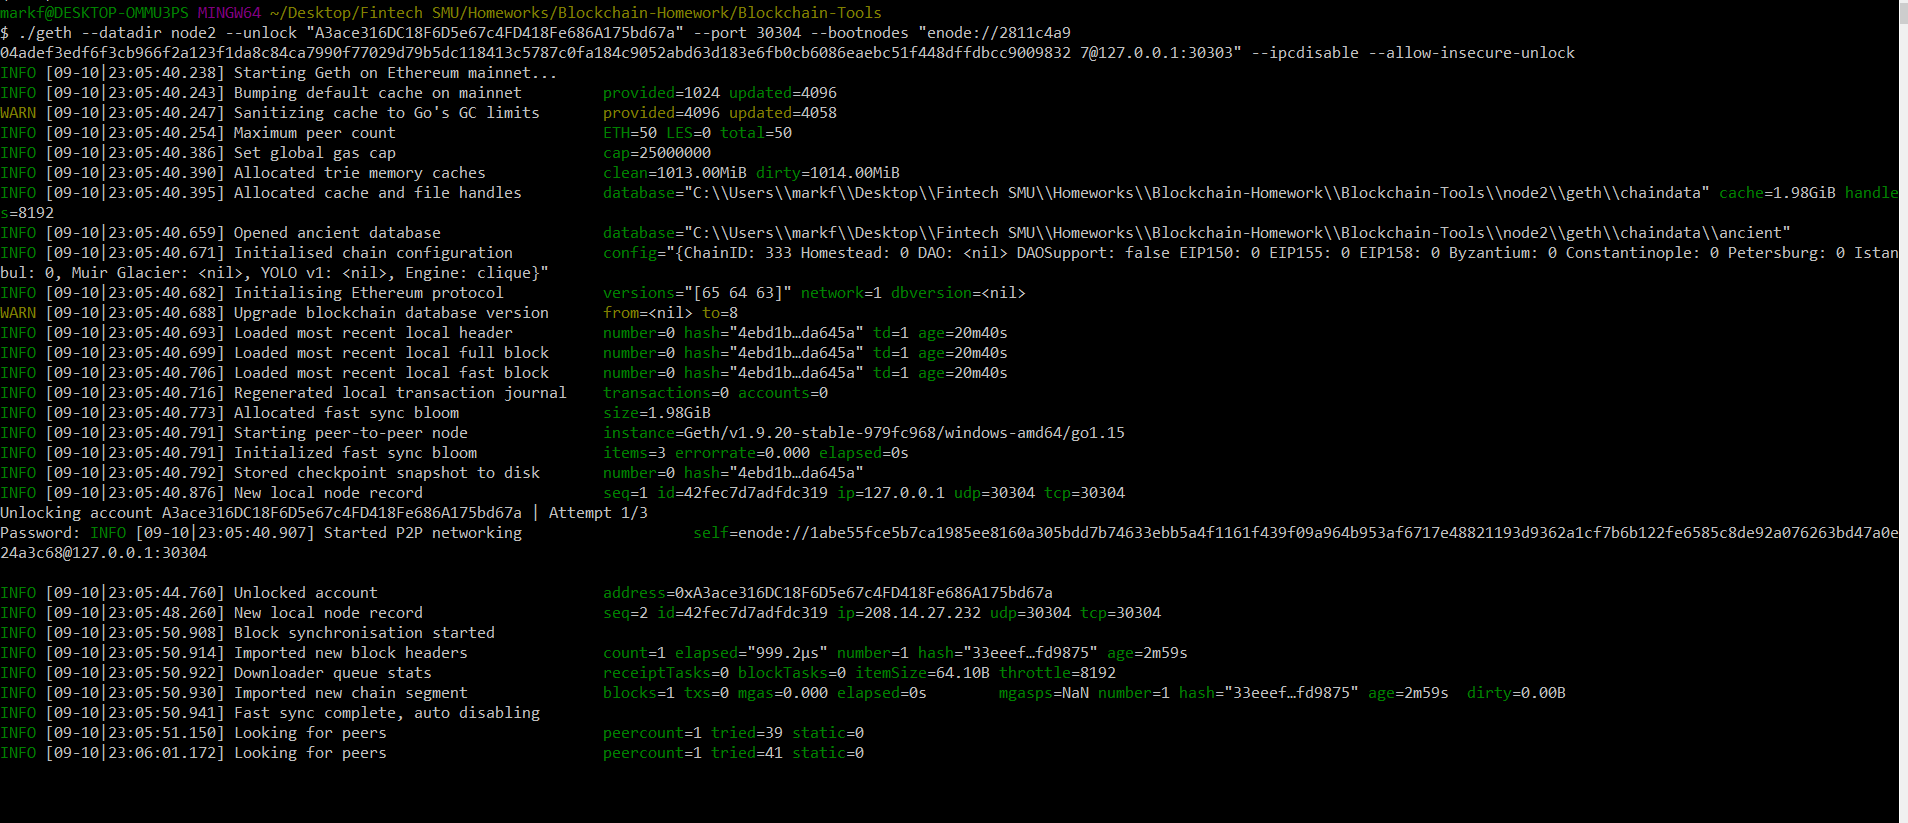 markf@DESKTOP-OMMU3PS MINGW64 ~/Desktop/Fintech SMU/Homeworks/Blockchain-Homework/Blockchain-Tools
$ ./geth --datadir node2 --unlock "A3ace316DC18F6D5e67c4FD418Fe686A175bd67a" --port 30304 --bootnodes "enode://2811c4a9
04adef3edf6f3cb966f2a123f1da8c84ca7990f77029d79b5dc118413c5787c0fa184c9052abd63d183e6fb0cb6086eaebc51f448dffdbcc9009832 7@127.0.0.1:30303" --ipcdisable --allow-insecure-unlock
INFO [09-10|23:05:40.238] Starting Geth on Ethereum mainnet...
INFO [09-10|23:05:40.243] Bumping default cache on mainnet         provided=1024 updated=4096
WARN [09-10|23:05:40.247] Sanitizing cache to Go's GC limits       provided=4096 updated=4058
INFO [09-10|23:05:40.254] Maximum peer count                       ETH=50 LES=0 total=50
INFO [09-10|23:05:40.386] Set global gas cap                       cap=25000000
INFO [09-10|23:05:40.390] Allocated trie memory caches             clean=1013.00MiB dirty=1014.00MiB
INFO [09-10|23:05:40.395] Allocated cache and file handles         database="C:\\Users\\markf\\Desktop\\Fintech SMU\\Homeworks\\Blockchain-Homework\\Blockchain-Tools\\node2\\geth\\chaindata" cache=1.98GiB handle
s=8192
INFO [09-10|23:05:40.659] Opened ancient database                  database="C:\\Users\\markf\\Desktop\\Fintech SMU\\Homeworks\\Blockchain-Homework\\Blockchain-Tools\\node2\\geth\\chaindata\\ancient"
INFO [09-10|23:05:40.671] Initialised chain configuration          config="{ChainID: 333 Homestead: 0 DAO: <nil> DAOSupport: false EIP150: 0 EIP155: 0 EIP158: 0 Byzantium: 0 Constantinople: 0 Petersburg: 0 Istan
bul: 0, Muir Glacier: <nil>, YOLO v1: <nil>, Engine: clique}"
INFO [09-10|23:05:40.682] Initialising Ethereum protocol           versions="[65 64 63]" network=1 dbversion=<nil>
WARN [09-10|23:05:40.688] Upgrade blockchain database version      from=<nil> to=8
INFO [09-10|23:05:40.693] Loaded most recent local header          number=0 hash="4ebd1b…da645a" td=1 age=20m40s
INFO [09-10|23:05:40.699] Loaded most recent local full block      number=0 hash="4ebd1b…da645a" td=1 age=20m40s
INFO [09-10|23:05:40.706] Loaded most recent local fast block      number=0 hash="4ebd1b…da645a" td=1 age=20m40s
INFO [09-10|23:05:40.716] Regenerated local transaction journal    transactions=0 accounts=0
INFO [09-10|23:05:40.773] Allocated fast sync bloom                size=1.98GiB
INFO [09-10|23:05:40.791] Starting peer-to-peer node               instance=Geth/v1.9.20-stable-979fc968/windows-amd64/go1.15
INFO [09-10|23:05:40.791] Initialized fast sync bloom              items=3 errorrate=0.000 elapsed=0s
INFO [09-10|23:05:40.792] Stored checkpoint snapshot to disk       number=0 hash="4ebd1b…da645a"
INFO [09-10|23:05:40.876] New local node record                    seq=1 id=42fec7d7adfdc319 ip=127.0.0.1 udp=30304 tcp=30304
Unlocking account A3ace316DC18F6D5e67c4FD418Fe686A175bd67a | Attempt 1/3
Password: INFO [09-10|23:05:40.907] Started P2P networking                   self=enode://1abe55fce5b7ca1985ee8160a305bdd7b74633ebb5a4f1161f439f09a964b953af6717e48821193d9362a1cf7b6b122fe6585c8de92a076263bd47a0e
24a3c68@127.0.0.1:30304
INFO [09-10|23:05:44.760] Unlocked account                         address=0xA3ace316DC18F6D5e67c4FD418Fe686A175bd67a
INFO [09-10|23:05:48.260] New local node record                    seq=2 id=42fec7d7adfdc319 ip=208.14.27.232 udp=30304 tcp=30304
INFO [09-10|23:05:50.908] Block synchronisation started
INFO [09-10|23:05:50.914] Imported new block headers               count=1 elapsed="999.2µs" number=1 hash="33eeef…fd9875" age=2m59s
INFO [09-10|23:05:50.922] Downloader queue stats                   receiptTasks=0 blockTasks=0 itemSize=64.10B throttle=8192
INFO [09-10|23:05:50.930] Imported new chain segment               blocks=1 txs=0 mgas=0.000 elapsed=0s        mgasps=NaN number=1 hash="33eeef…fd9875" age=2m59s  dirty=0.00B
INFO [09-10|23:05:50.941] Fast sync complete, auto disabling
INFO [09-10|23:05:51.150] Looking for peers                        peercount=1 tried=39 static=0
INFO [09-10|23:06:01.172] Looking for peers                        peercount=1 tried=41 static=0